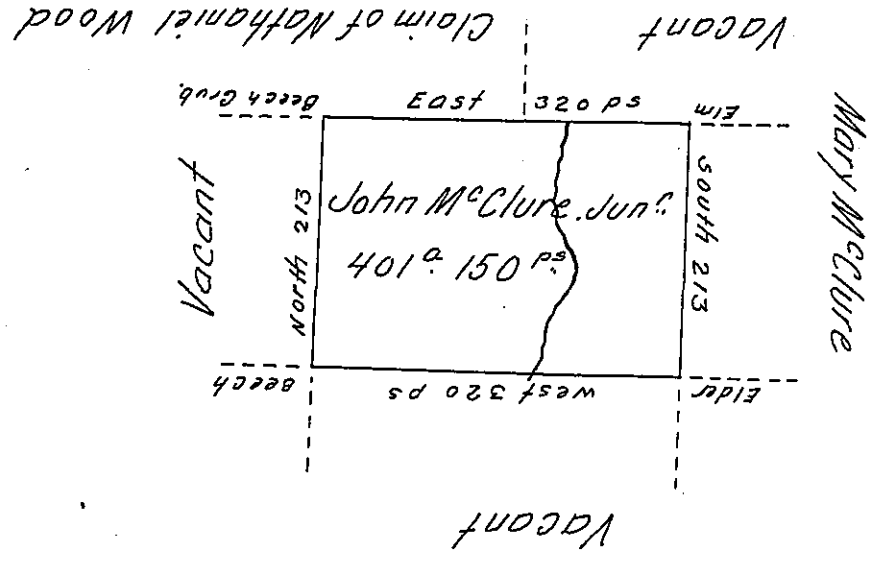 Claim of Nathaniel Wood
Vacant
Beech Grub.
East 320 ps
Elm
Mary McClure
Vacant
North 213
John McClure. Junr.
401a. 150 ps.
South 213
Beech
West 320 ps
Elder
Vacant